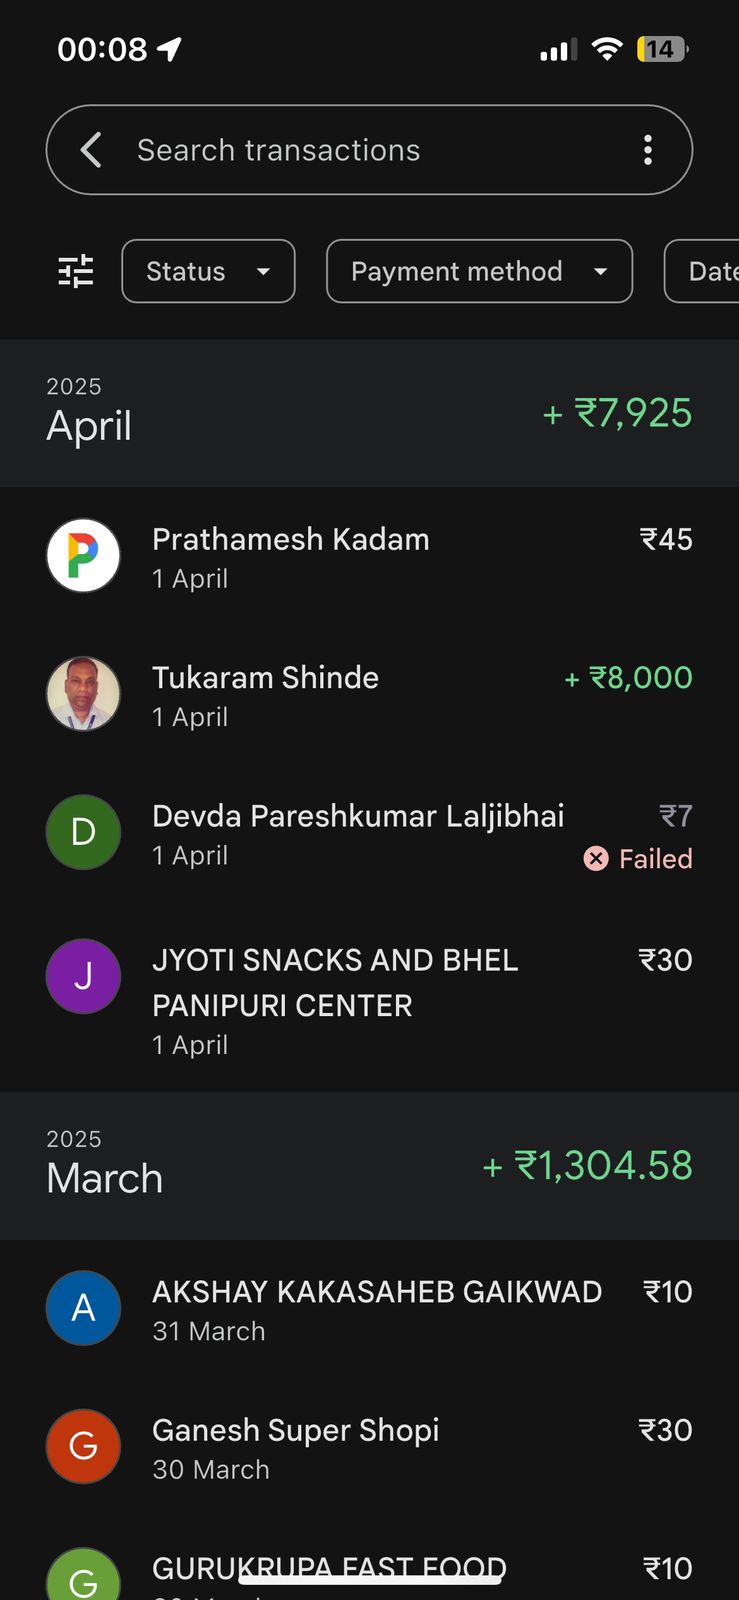 00:08
14
Search transactions
Status
Payment method
Date
2025
April
+ ₹7,925
P
Prathamesh Kadam
₹45
1 April
Tukaram Shinde
+ ₹8,000
1 April
D
Devda Pareshkumar Laljibhai
₹7
1 April
Failed
J
JYOTI SNACKS AND BHEL
₹30
PANIPURI CENTER
1 April
2025
March
+ ₹1,304.58
A
AKSHAY KAKASAHEB GAIKWAD
₹10
31 March
G
Ganesh Super Shopi
₹30
30 March
G
GURUKRUPA FAST FOOD
₹10